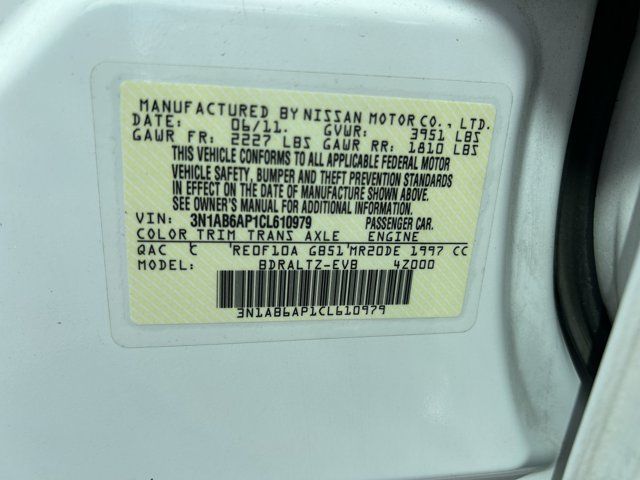 MANUFACTURED BY NISSAN MOTOR CO., LTD.
DATE: 06/11. GVWR: 3951 LBS
GAWR FR: 2227 LBS GAWR RR: 1810 LBS
THIS VEHICLE CONFORMS TO ALL APPLICABLE FEDERAL MOTOR
VEHICLE SAFETY, BUMPER AND THEFT PREVENTION STANDARDS
IN EFFECT ON THE DATE OF MANUFACTURE SHOWN ABOVE.
SEE OWNER'S MANUAL FOR ADDITIONAL INFORMATION.
VIN: 3N1AB6AP1CL610979 PASSENGER CAR.
COLOR TRIM TRANS AXLE ENGINE
QAC C RE0F10A GB51 MR20DE 1997 CC
BDRALTZ-EVB 4Z000
3N1AB6AP1CL610979